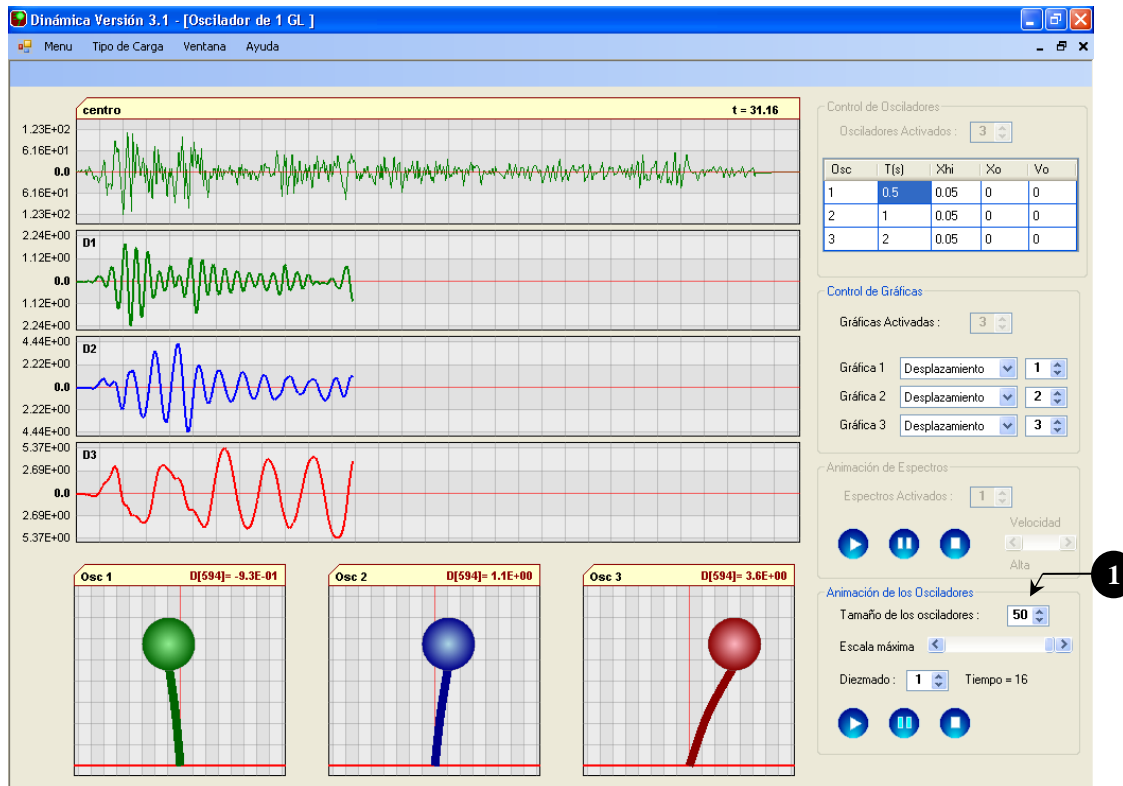 Dinámica Versión 3.1 - [Oscilador de 1 GL ]
Menu Tipo de Carga Ventana Ayuda
centro t = 31.16
1.23E+02
6.16E+01
0.0
6.16E+01
1.23E+02
D1
2.24E+00
1.12E+00
0.0
1.12E+00
2.24E+00
D2
4.44E+00
2.22E+00
0.0
2.22E+00
4.44E+00
D3
5.37E+00
2.69E+00
0.0
2.69E+00
5.37E+00
Osc 1 D[594]= -9.3E-01
Osc 2 D[594]= 1.1E+00
Osc 3 D[594]= 3.6E+00
Control de Osciladores
Osciladores Activados : 3
Osc T(s) Xhi Xo Vo
1 0.5 0.05 0 0
2 1 0.05 0 0
3 2 0.05 0 0
Control de Gráficas
Gráficas Activadas : 3
Gráfica 1 Desplazamiento 1
Gráfica 2 Desplazamiento 2
Gráfica 3 Desplazamiento 3
Animación de Espectros
Espectros Activados : 1
Velocidad
Alta
Animación de los Osciladores
Tamaño de los osciladores : 50
Escala máxima
Diezmado : 1 Tiempo = 16
1